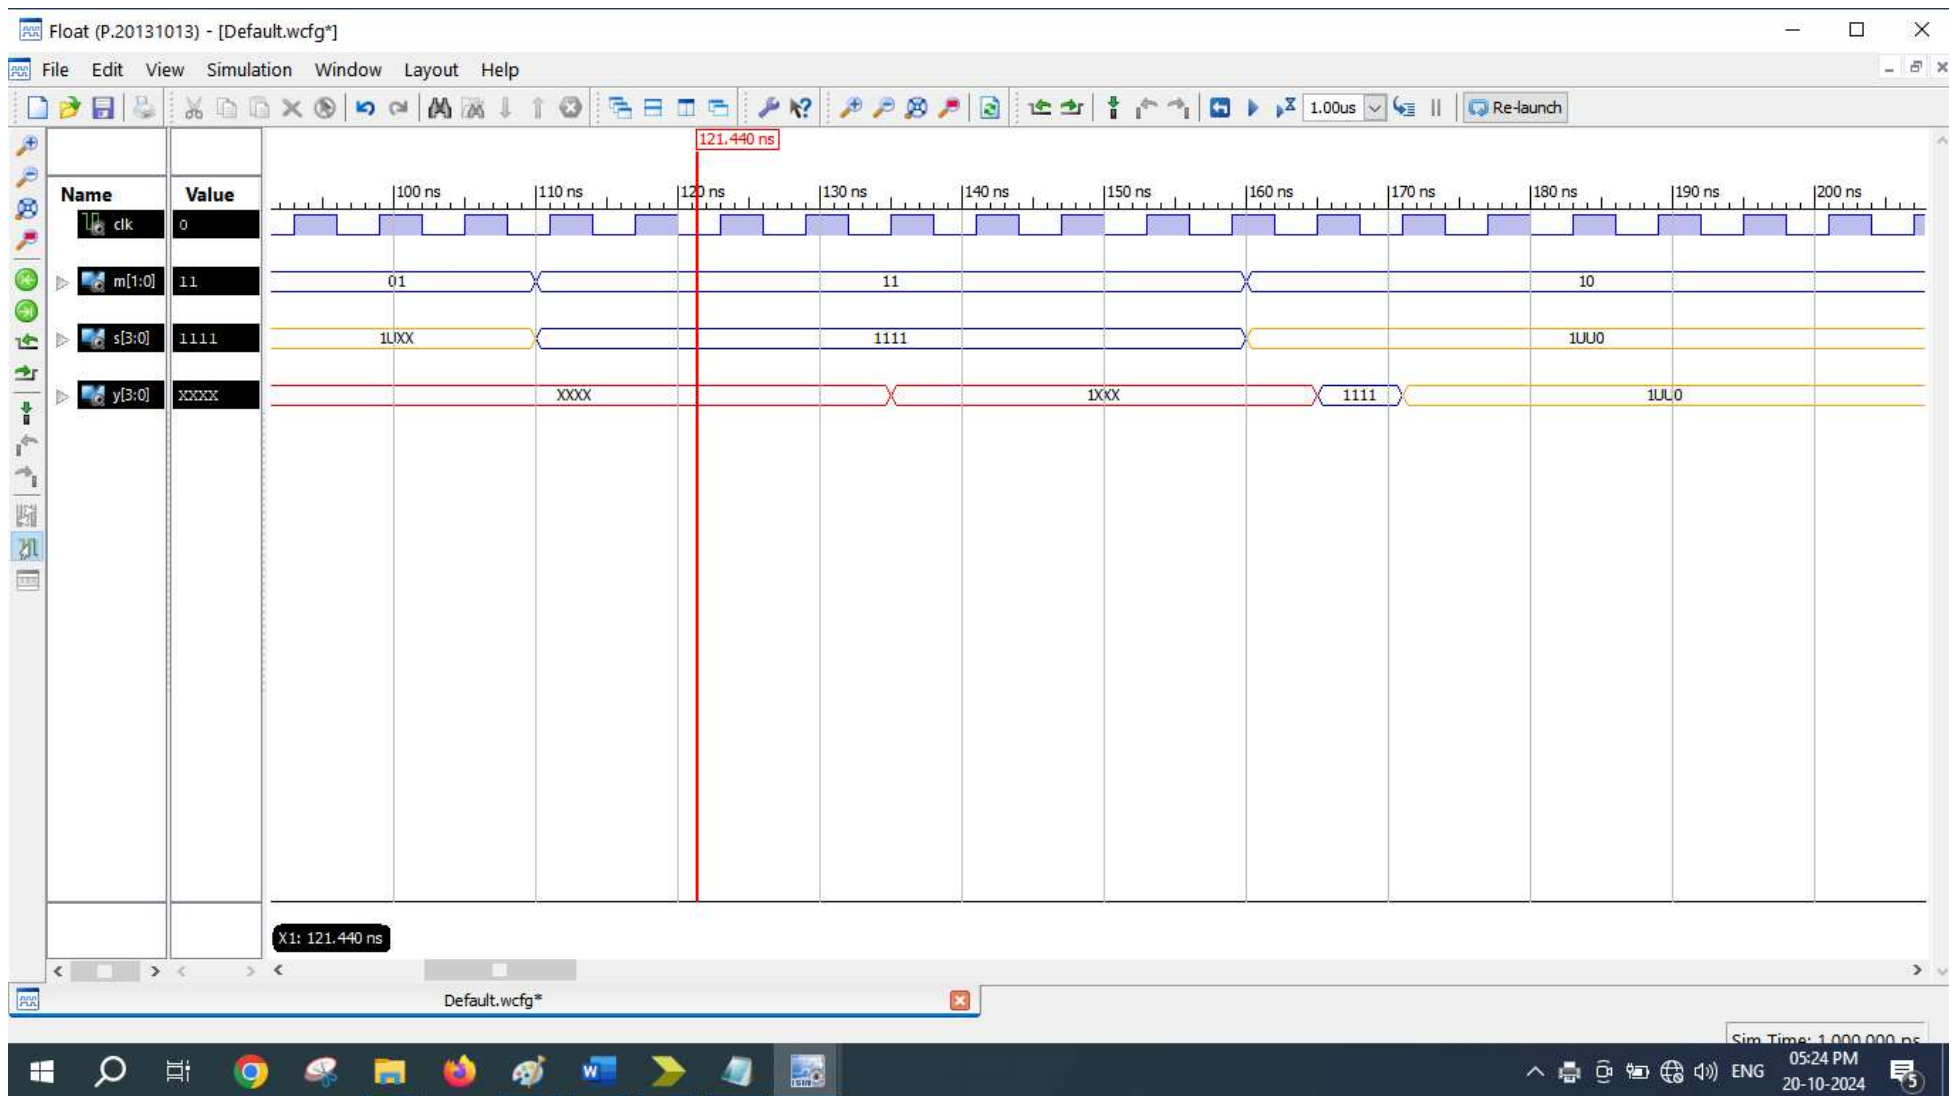 Float (P.20131013) - [Default.wcfg*]
File Edit View Simulation Window Layout Help
1.00us Re-launch
121.440 ns
Name Value
100 ns 110 ns 120 ns 130 ns 140 ns 150 ns 160 ns 170 ns 180 ns 190 ns 200 ns
clk 0
m[1:0] 11 01 11 10
s[3:0] 1111 1UXX 1111 1UU0
y[3:0] XXXX XXXX 1XXX 1111 1UU0
X1: 121.440 ns
Default.wcfg*
Sim Time: 1,000,000 ps
05:24 PM
ENG
20-10-2024
5